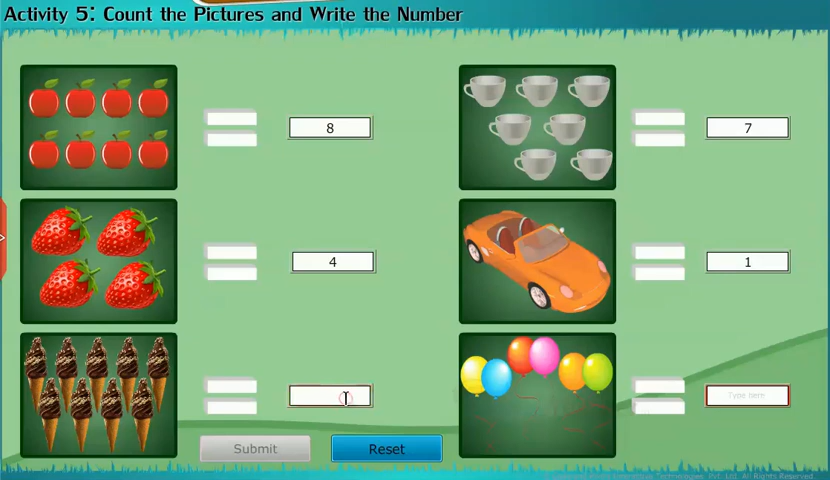 Activity 5: Count the Pictures and Write the Number
8
7
4
1
Type here
Submit
Reset